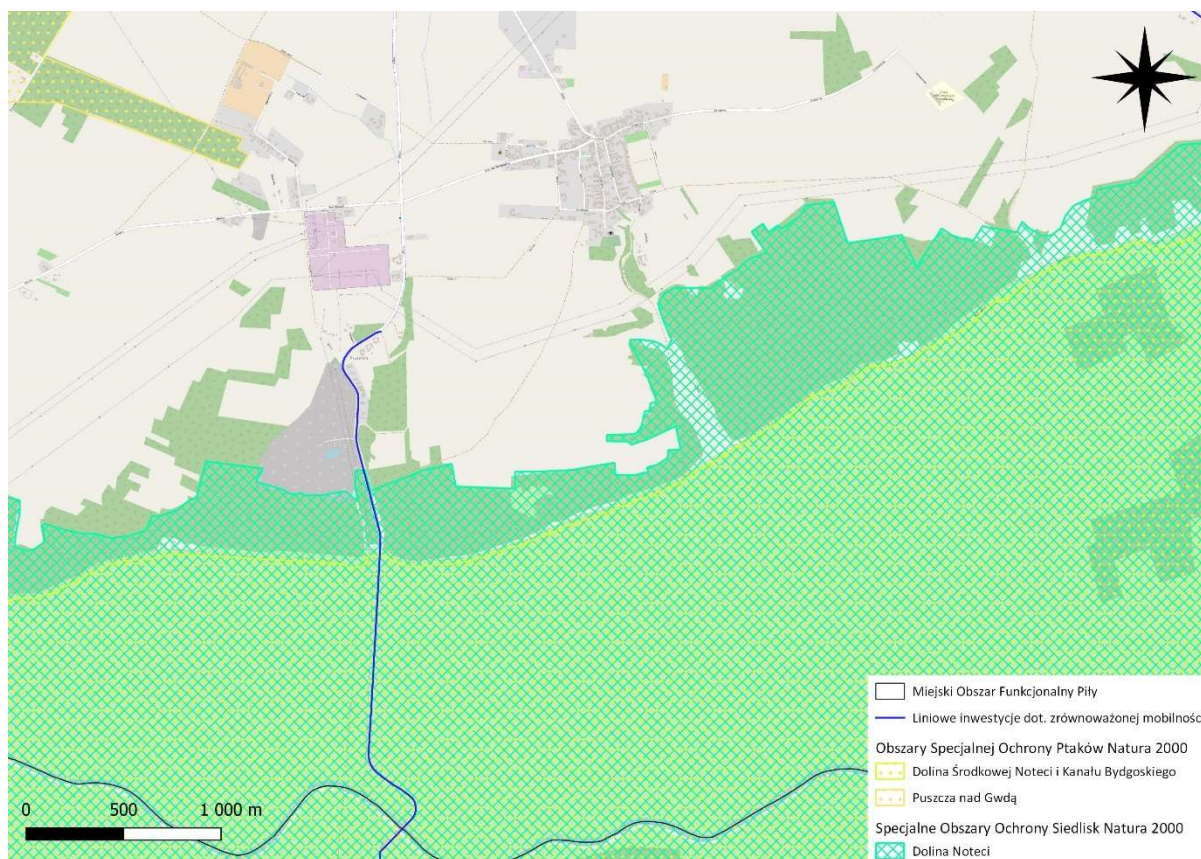 0 500 1 000 m
Miejski Obszar Funkcjonalny Piły
Liniowe inwestycje dot. zrównoważonej mobilnośc
Obszary Specjalnej Ochrony Ptaków Natura 2000
Dolina Środkowej Noteci i Kanału Bydgoskiego
Puszcza nad Gwdą
Specjalne Obszary Ochrony Siedlisk Natura 2000
Dolina Noteci